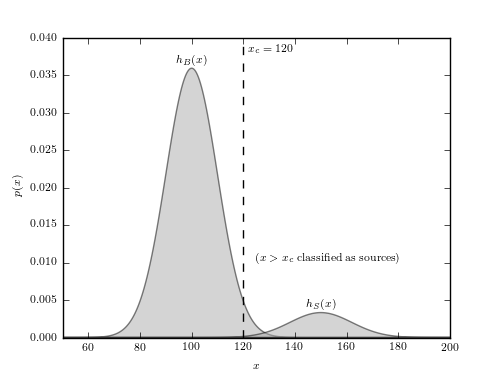 0.040
0.035
0.030
0.025
0.020
0.015
0.010
0.005
0.000
p(x)
h_B(x)
x_c = 120
(x > x_c classified as sources)
h_S(x)
60 80 100 120 140 160 180 200
x